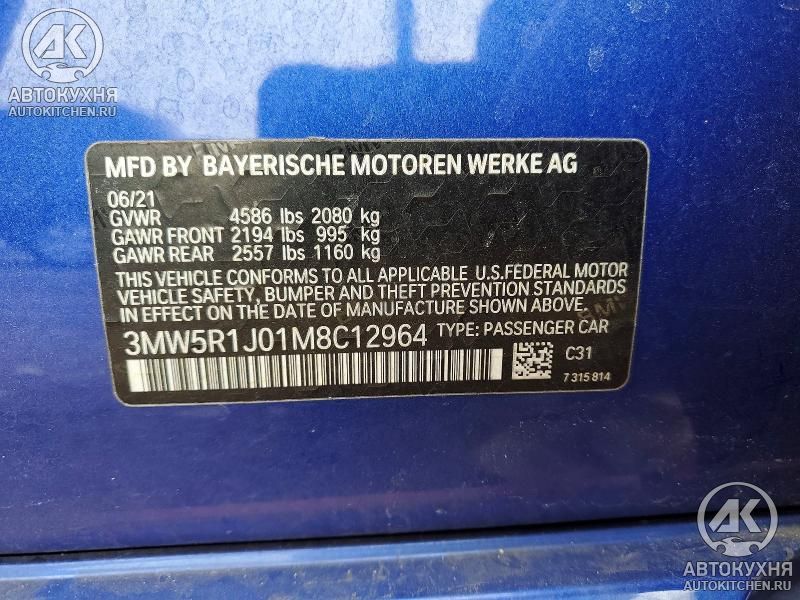 AK
АВТОКУХНЯ
AUTOKITCHEN.RU
MFD BY BAYERISCHE MOTOREN WERKE AG
06/21
GVWR 4586 lbs 2080 kg
GAWR FRONT 2194 lbs 995 kg
GAWR REAR 2557 lbs 1160 kg
THIS VEHICLE CONFORMS TO ALL APPLICABLE U.S.FEDERAL MOTOR
VEHICLE SAFETY, BUMPER AND THEFT PREVENTION STANDARDS
IN EFFECT ON THE DATE OF MANUFACTURE SHOWN ABOVE.
3MW5R1J01M8C12964 TYPE: PASSENGER CAR
C31
7 315 814
AK
АВТОКУХНЯ
AUTOKITCHEN.RU